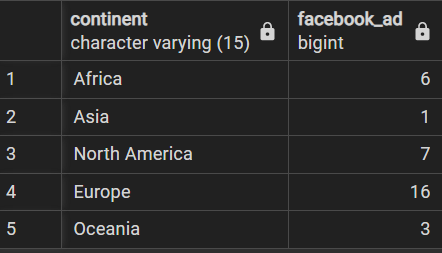 continent facebook_ad
character varying (15) bigint
1 Africa 6
2 Asia 1
3 North America 7
4 Europe 16
5 Oceania 3